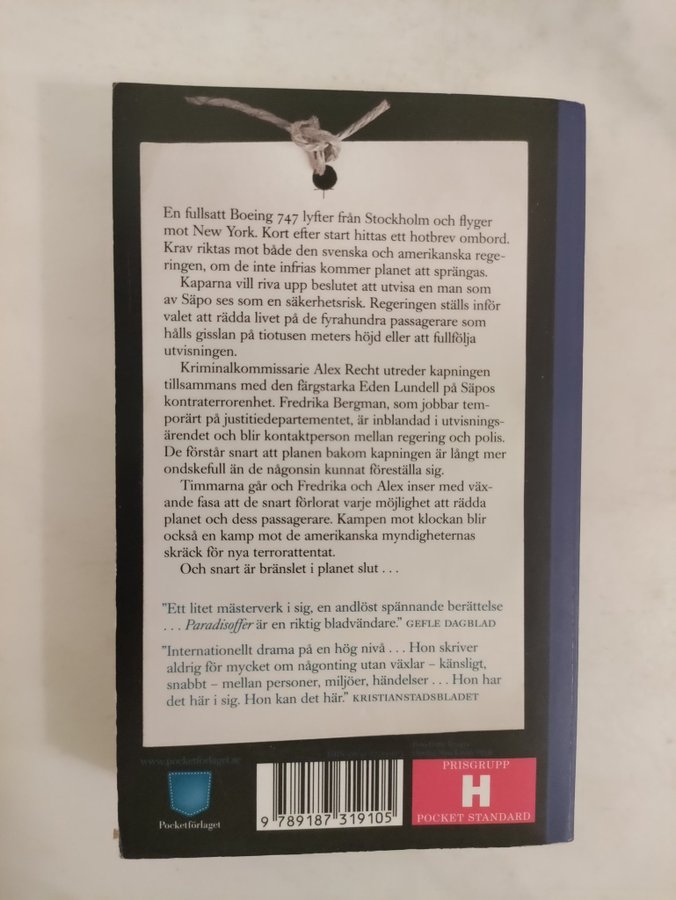 En fullsatt Boeing 747 lyfter från Stockholm och flyger
mot New York. Kort efter start hittas ett hotbrev ombord.
Krav riktas mot både den svenska och amerikanska rege-
ringen, om de inte infrias kommer planet att sprängas.
Kaparna vill riva upp beslutet att utvisa en man som
av Säpo ses som en säkerhetsrisk. Regeringen ställs inför
valet att rädda livet på de fyrahundra passagerare som
hålls gisslan på tiotusen meters höjd eller att fullfölja
utvisningen.
Kriminalkommissarie Alex Recht utreder kapningen
tillsammans med den färgstarka Eden Lundell på Säpos
kontraterrorenhet. Fredrika Bergman, som jobbar tem-
porärt på justitiedepartementet, är inblandad i utvisnings-
ärendet och blir kontaktperson mellan regering och polis.
De förstår snart att planen bakom kapningen är långt mer
ondskefull än de någonsin kunnat föreställa sig.
Timmarna går och Fredrika och Alex inser med väx-
ande fasa att de snart förlorat varje möjlighet att rädda
planet och dess passagerare. Kampen mot klockan blir
också en kamp mot de amerikanska myndigheternas
skräck för nya terrorattentat.
Och snart är bränslet i planet slut . . .
"Ett litet mästerverk i sig, en andlöst spännande berättelse
. . . Paradisoffer är en riktig bladvändare." GEFLE DAGBLAD
"Internationellt drama på en hög nivå . . . Hon skriver
aldrig för mycket om någonting utan växlar – känsligt,
snabbt – mellan personer, miljöer, händelser . . . Hon har
det här i sig. Hon kan det här." KRISTIANSTADSBLADET
www.pocketforlaget.se
Pocketförlaget
9 789187 319105
PRISGRUPP
H
POCKET STANDARD